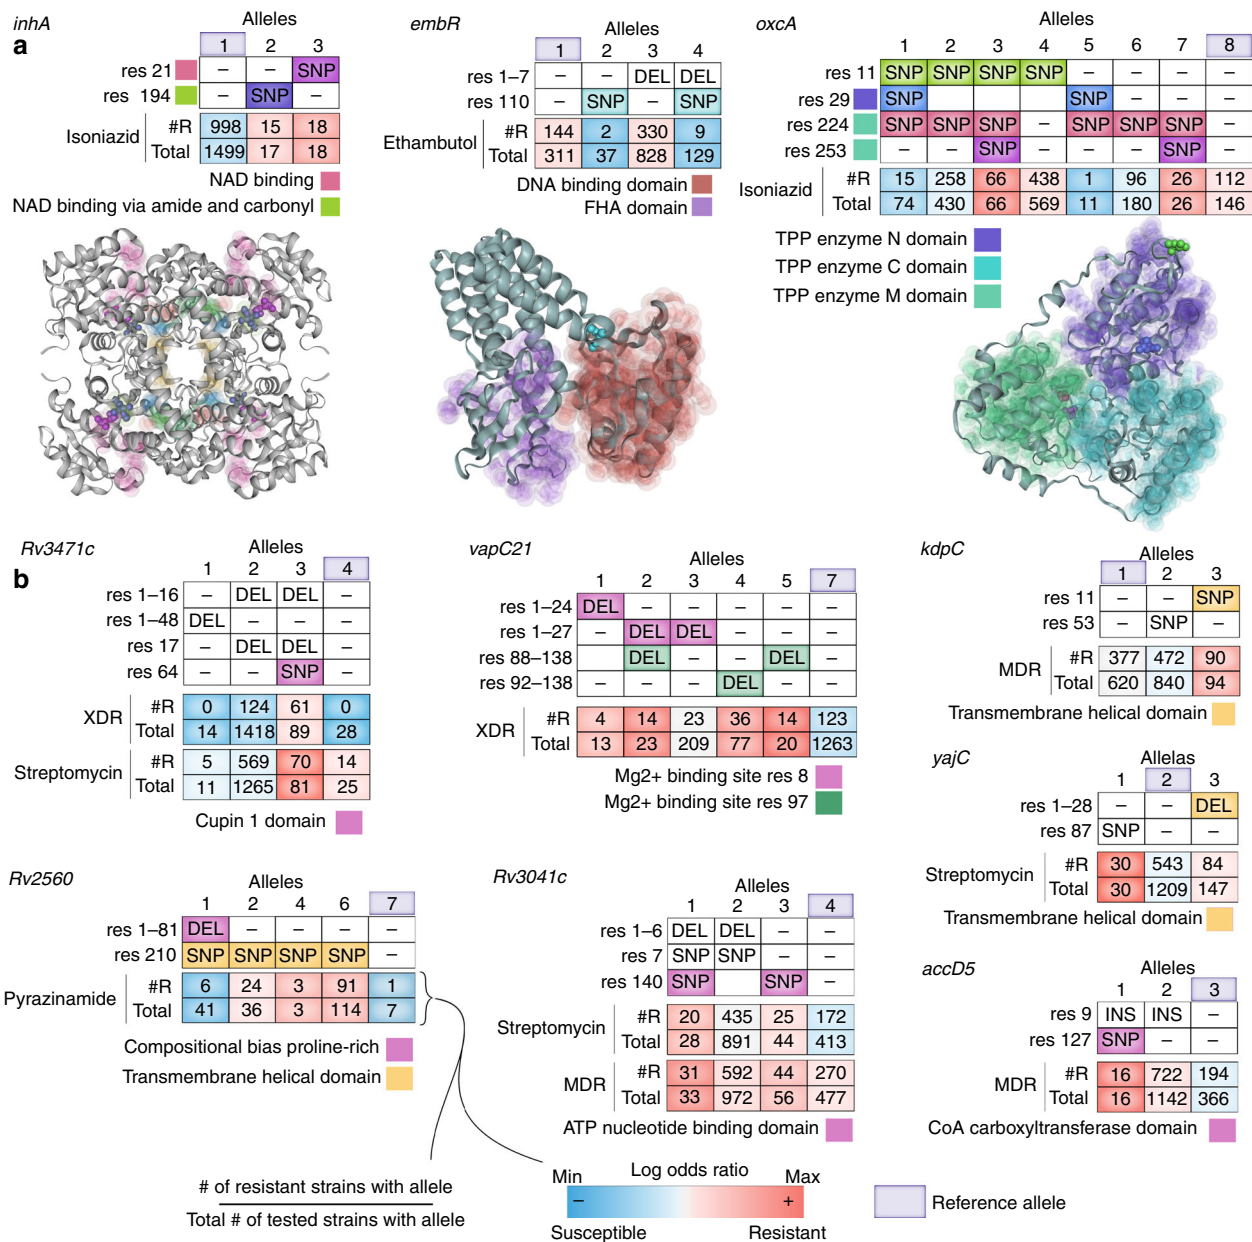 inhA
a
Alleles
1 2 3
res 21 – – SNP
res 194 – SNP –
Isoniazid
#R 998 15 18
Total 1499 17 18
NAD binding
NAD binding via amide and carbonyl
embR
Alleles
1 2 3 4
res 1–7 – – DEL DEL
res 110 – SNP – SNP
Ethambutol
#R 144 2 330 9
Total 311 37 828 129
DNA binding domain
FHA domain
oxcA
Alleles
1 2 3 4 5 6 7 8
res 11 SNP SNP SNP SNP – – – –
res 29 SNP SNP – – –
res 224 SNP SNP SNP – SNP SNP SNP –
res 253 – – SNP – – – SNP –
Isoniazid
#R 15 258 66 438 1 96 26 112
Total 74 430 66 569 11 180 26 146
TPP enzyme N domain
TPP enzyme C domain
TPP enzyme M domain
Rv3471c
b
Alleles
1 2 3 4
res 1–16 DEL DEL –
res 1–48 DEL – – –
res 17 DEL DEL –
res 64 – SNP –
XDR
#R 0 124 61 0
Total 14 1418 89 28
Streptomycin
#R 5 569 70 14
Total 11 1265 81 25
Cupin 1 domain
vapC21
Alleles
1 2 3 4 5 7
res 1–24 DEL – – – – –
res 1–27 – DEL DEL – – –
res 88–138 DEL – – DEL –
res 92–138 – – – DEL – –
XDR
#R 4 14 23 36 14 123
Total 13 23 209 77 20 1263
Mg2+ binding site res 8
Mg2+ binding site res 97
kdpC
Alleles
1 2 3
res 11 – – SNP
res 53 – SNP –
MDR
#R 377 472 90
Total 620 840 94
Transmembrane helical domain
yajC
Allelas
1 2 3
res 1–28 – – DEL
res 87 SNP – –
Streptomycin
#R 30 543 84
Total 30 1209 147
Transmembrane helical domain
Rv2560
Alleles
1 2 4 6 7
res 1–81 DEL – – – –
res 210 SNP SNP SNP SNP –
Pyrazinamide
#R 6 24 3 91 1
Total 41 36 3 114 7
Compositional bias proline-rich
Transmembrane helical domain
Rv3041c
Alleles
1 2 3 4
res 1–6 DEL DEL – –
res 7 SNP SNP – –
res 140 SNP SNP –
Streptomycin
#R 20 435 25 172
Total 28 891 44 413
MDR
#R 31 592 44 270
Total 33 972 56 477
ATP nucleotide binding domain
accD5
Alleles
1 2 3
res 9 INS INS –
res 127 SNP – –
MDR
#R 16 722 194
Total 16 1142 366
CoA carboxyltransferase domain
# of resistant strains with allele
Total # of tested strains with allele
Min Log odds ratio Max
– +
Susceptible Resistant
Reference allele